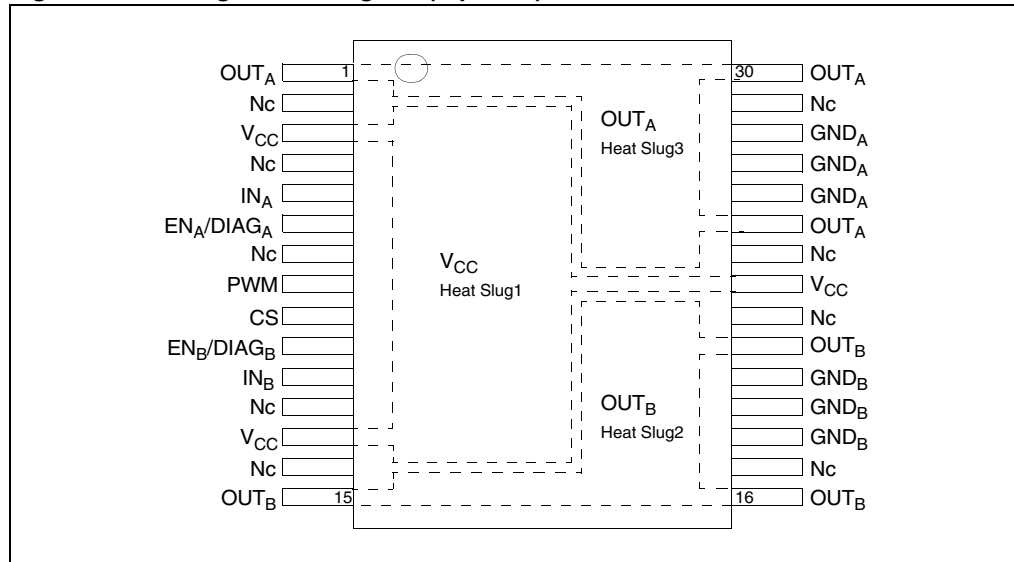 OUTA 1 30 OUTA
Nc Nc
VCC GNDA
Nc GNDA
INA GNDA
ENA/DIAGA OUTA
Nc Nc
PWM VCC
CS Nc
ENB/DIAGB OUTB
INB GNDB
Nc GNDB
VCC GNDB
Nc Nc
OUTB 15 16 OUTB
OUTA
Heat Slug3
VCC
Heat Slug1
OUTB
Heat Slug2